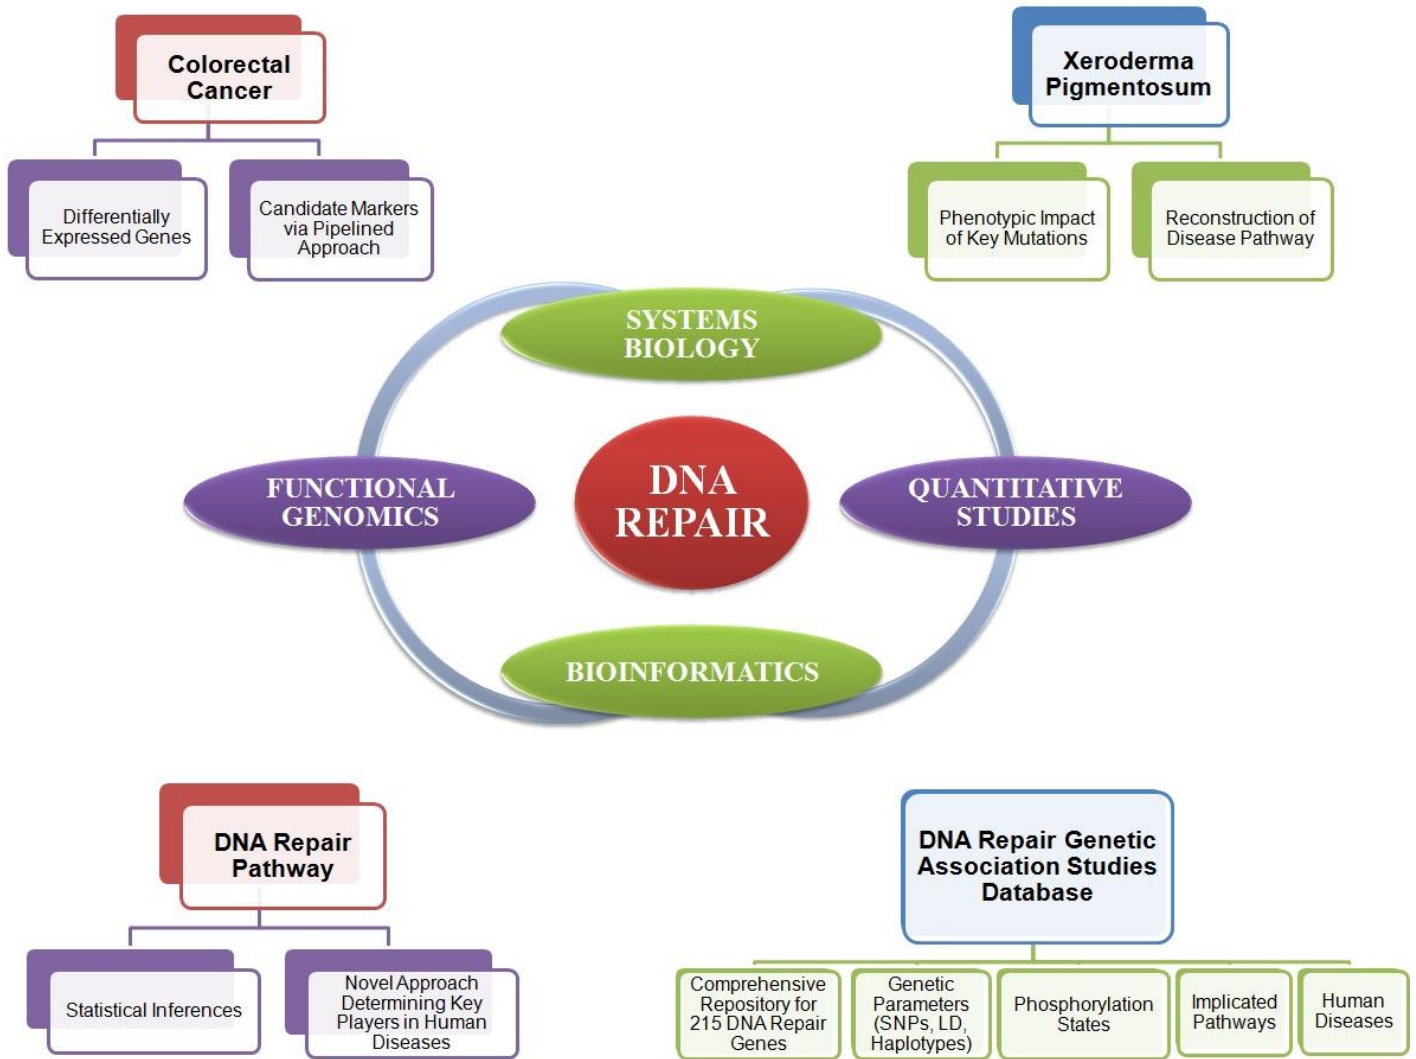 Colorectal
Cancer
Differentially
Expressed Genes
Candidate Markers
via Pipelined
Approach
Xeroderma
Pigmentosum
Phenotypic Impact
of Key Mutations
Reconstruction of
Disease Pathway
SYSTEMS
BIOLOGY
FUNCTIONAL
GENOMICS
DNA
REPAIR
QUANTITATIVE
STUDIES
BIOINFORMATICS
DNA Repair
Pathway
Statistical Inferences
Novel Approach
Determining Key
Players in Human
Diseases
DNA Repair Genetic
Association Studies
Database
Comprehensive
Repository for
215 DNA Repair
Genes
Genetic
Parameters
(SNPs, LD,
Haplotypes)
Phosphorylation
States
Implicated
Pathways
Human
Diseases